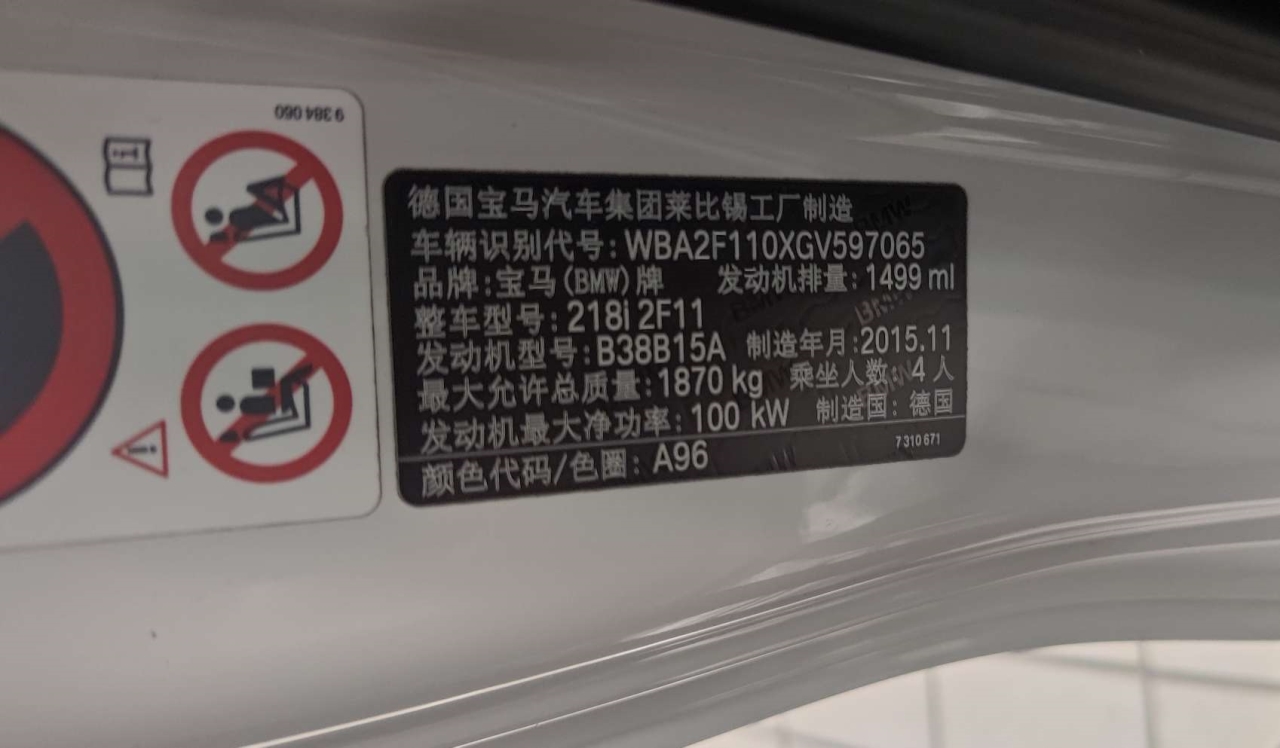 9 384 060
德国宝马汽车集团莱比锡工厂制造
车辆识别代号:WBA2F110XGV597065
品牌:宝马(BMW)牌 发动机排量:1499 ml
整车型号:218i 2F11
发动机型号:B38B15A 制造年月:2015.11
最大允许总质量:1870 kg 乘坐人数:4人
发动机最大净功率:100 kW 制造国:德国
7 310 671
颜色代码/色圈:A96